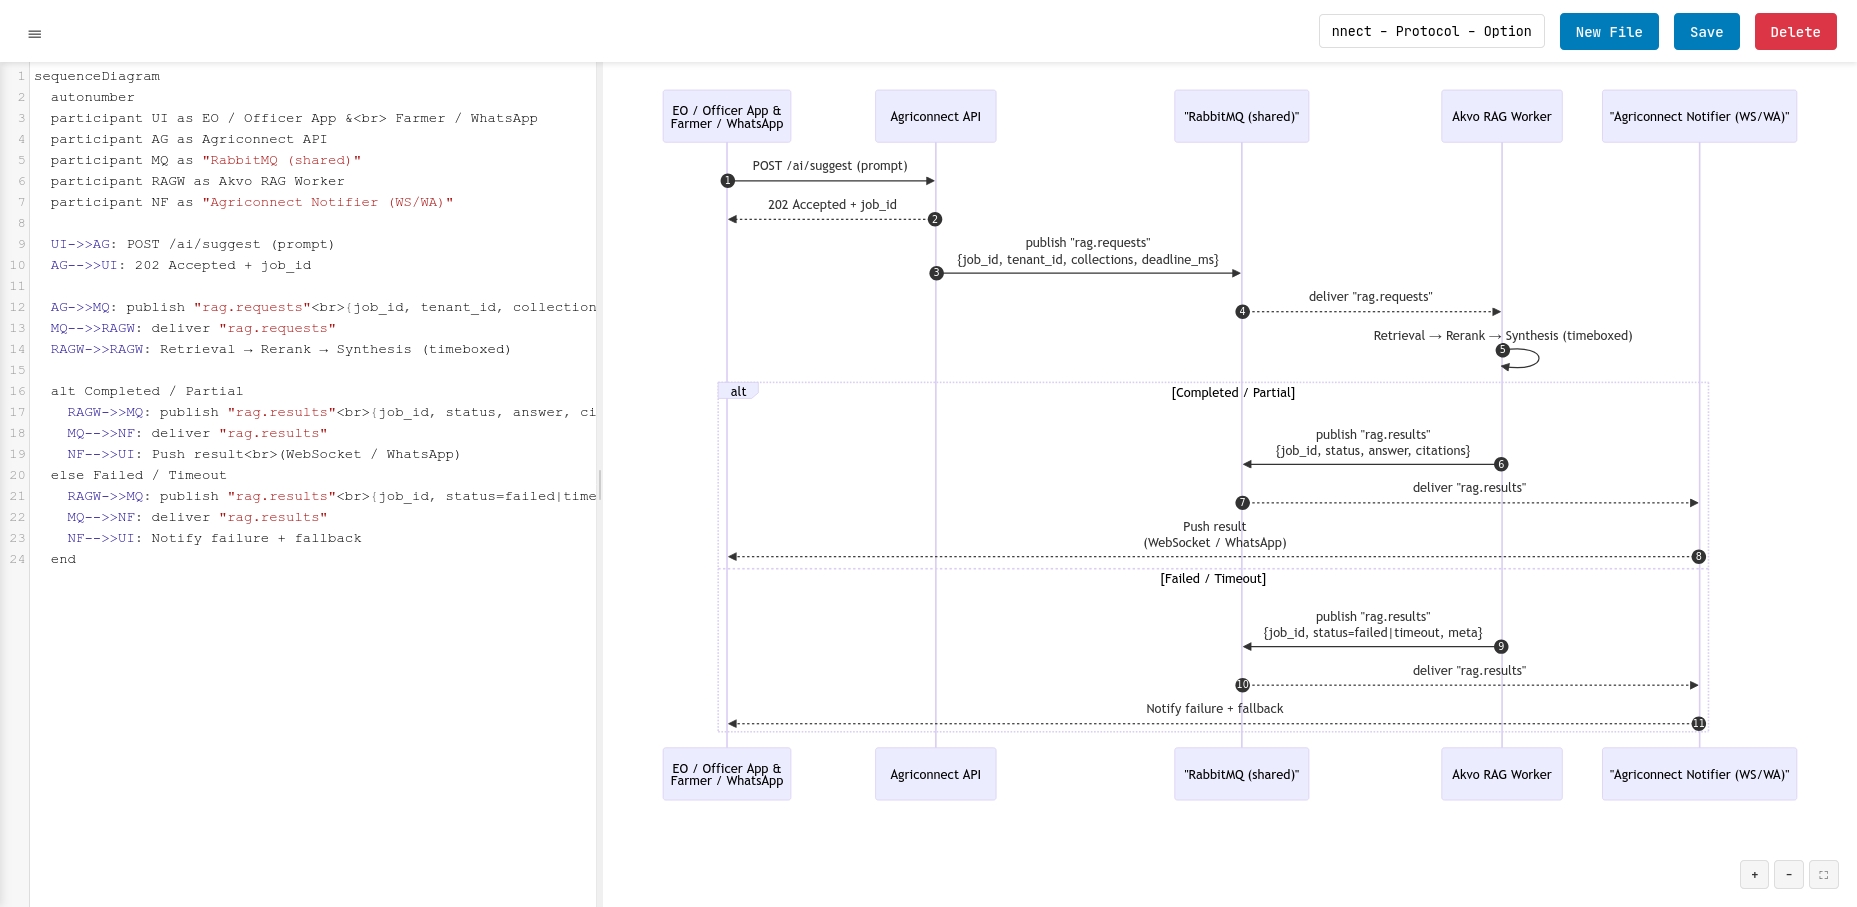 ≡
nnect - Protocol - Option
New File
Save
Delete
1 sequenceDiagram
2 autonumber
3 participant UI as EO / Officer App &<br> Farmer / WhatsApp
4 participant AG as Agriconnect API
5 participant MQ as "RabbitMQ (shared)"
6 participant RAGW as Akvo RAG Worker
7 participant NF as "Agriconnect Notifier (WS/WA)"
8
9 UI->>AG: POST /ai/suggest (prompt)
10 AG-->>UI: 202 Accepted + job_id
11
12 AG->>MQ: publish "rag.requests"<br>{job_id, tenant_id, collection
13 MQ-->>RAGW: deliver "rag.requests"
14 RAGW->>RAGW: Retrieval → Rerank → Synthesis (timeboxed)
15
16 alt Completed / Partial
17 RAGW->>MQ: publish "rag.results"<br>{job_id, status, answer, ci
18 MQ-->>NF: deliver "rag.results"
19 NF-->>UI: Push result<br>(WebSocket / WhatsApp)
20 else Failed / Timeout
21 RAGW->>MQ: publish "rag.results"<br>{job_id, status=failed|time
22 MQ-->>NF: deliver "rag.results"
23 NF-->>UI: Notify failure + fallback
24 end
EO / Officer App &
Farmer / WhatsApp
Agriconnect API
"RabbitMQ (shared)"
Akvo RAG Worker
"Agriconnect Notifier (WS/WA)"
POST /ai/suggest (prompt)
1
202 Accepted + job_id
2
publish "rag.requests"
{job_id, tenant_id, collections, deadline_ms}
3
deliver "rag.requests"
4
Retrieval → Rerank → Synthesis (timeboxed)
5
alt
[Completed / Partial]
publish "rag.results"
{job_id, status, answer, citations}
6
deliver "rag.results"
7
Push result
(WebSocket / WhatsApp)
8
[Failed / Timeout]
publish "rag.results"
{job_id, status=failed|timeout, meta}
9
deliver "rag.results"
10
Notify failure + fallback
11
EO / Officer App &
Farmer / WhatsApp
Agriconnect API
"RabbitMQ (shared)"
Akvo RAG Worker
"Agriconnect Notifier (WS/WA)"
+
-